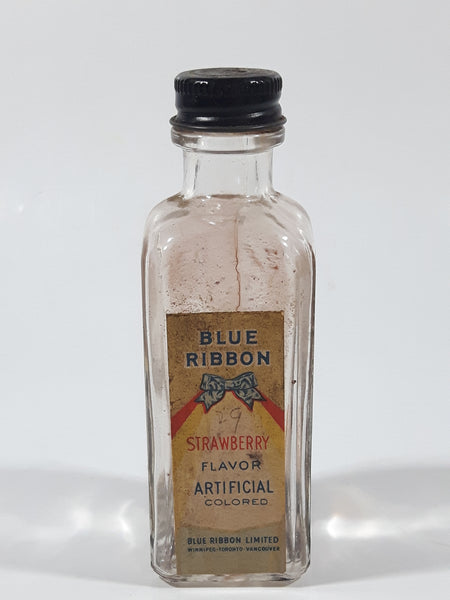 BLUE
RIBBON
29
STRAWBERRY
FLAVOR
ARTIFICIAL
COLORED
BLUE RIBBON LIMITED
WINNIPEG-TORONTO-VANCOUVER